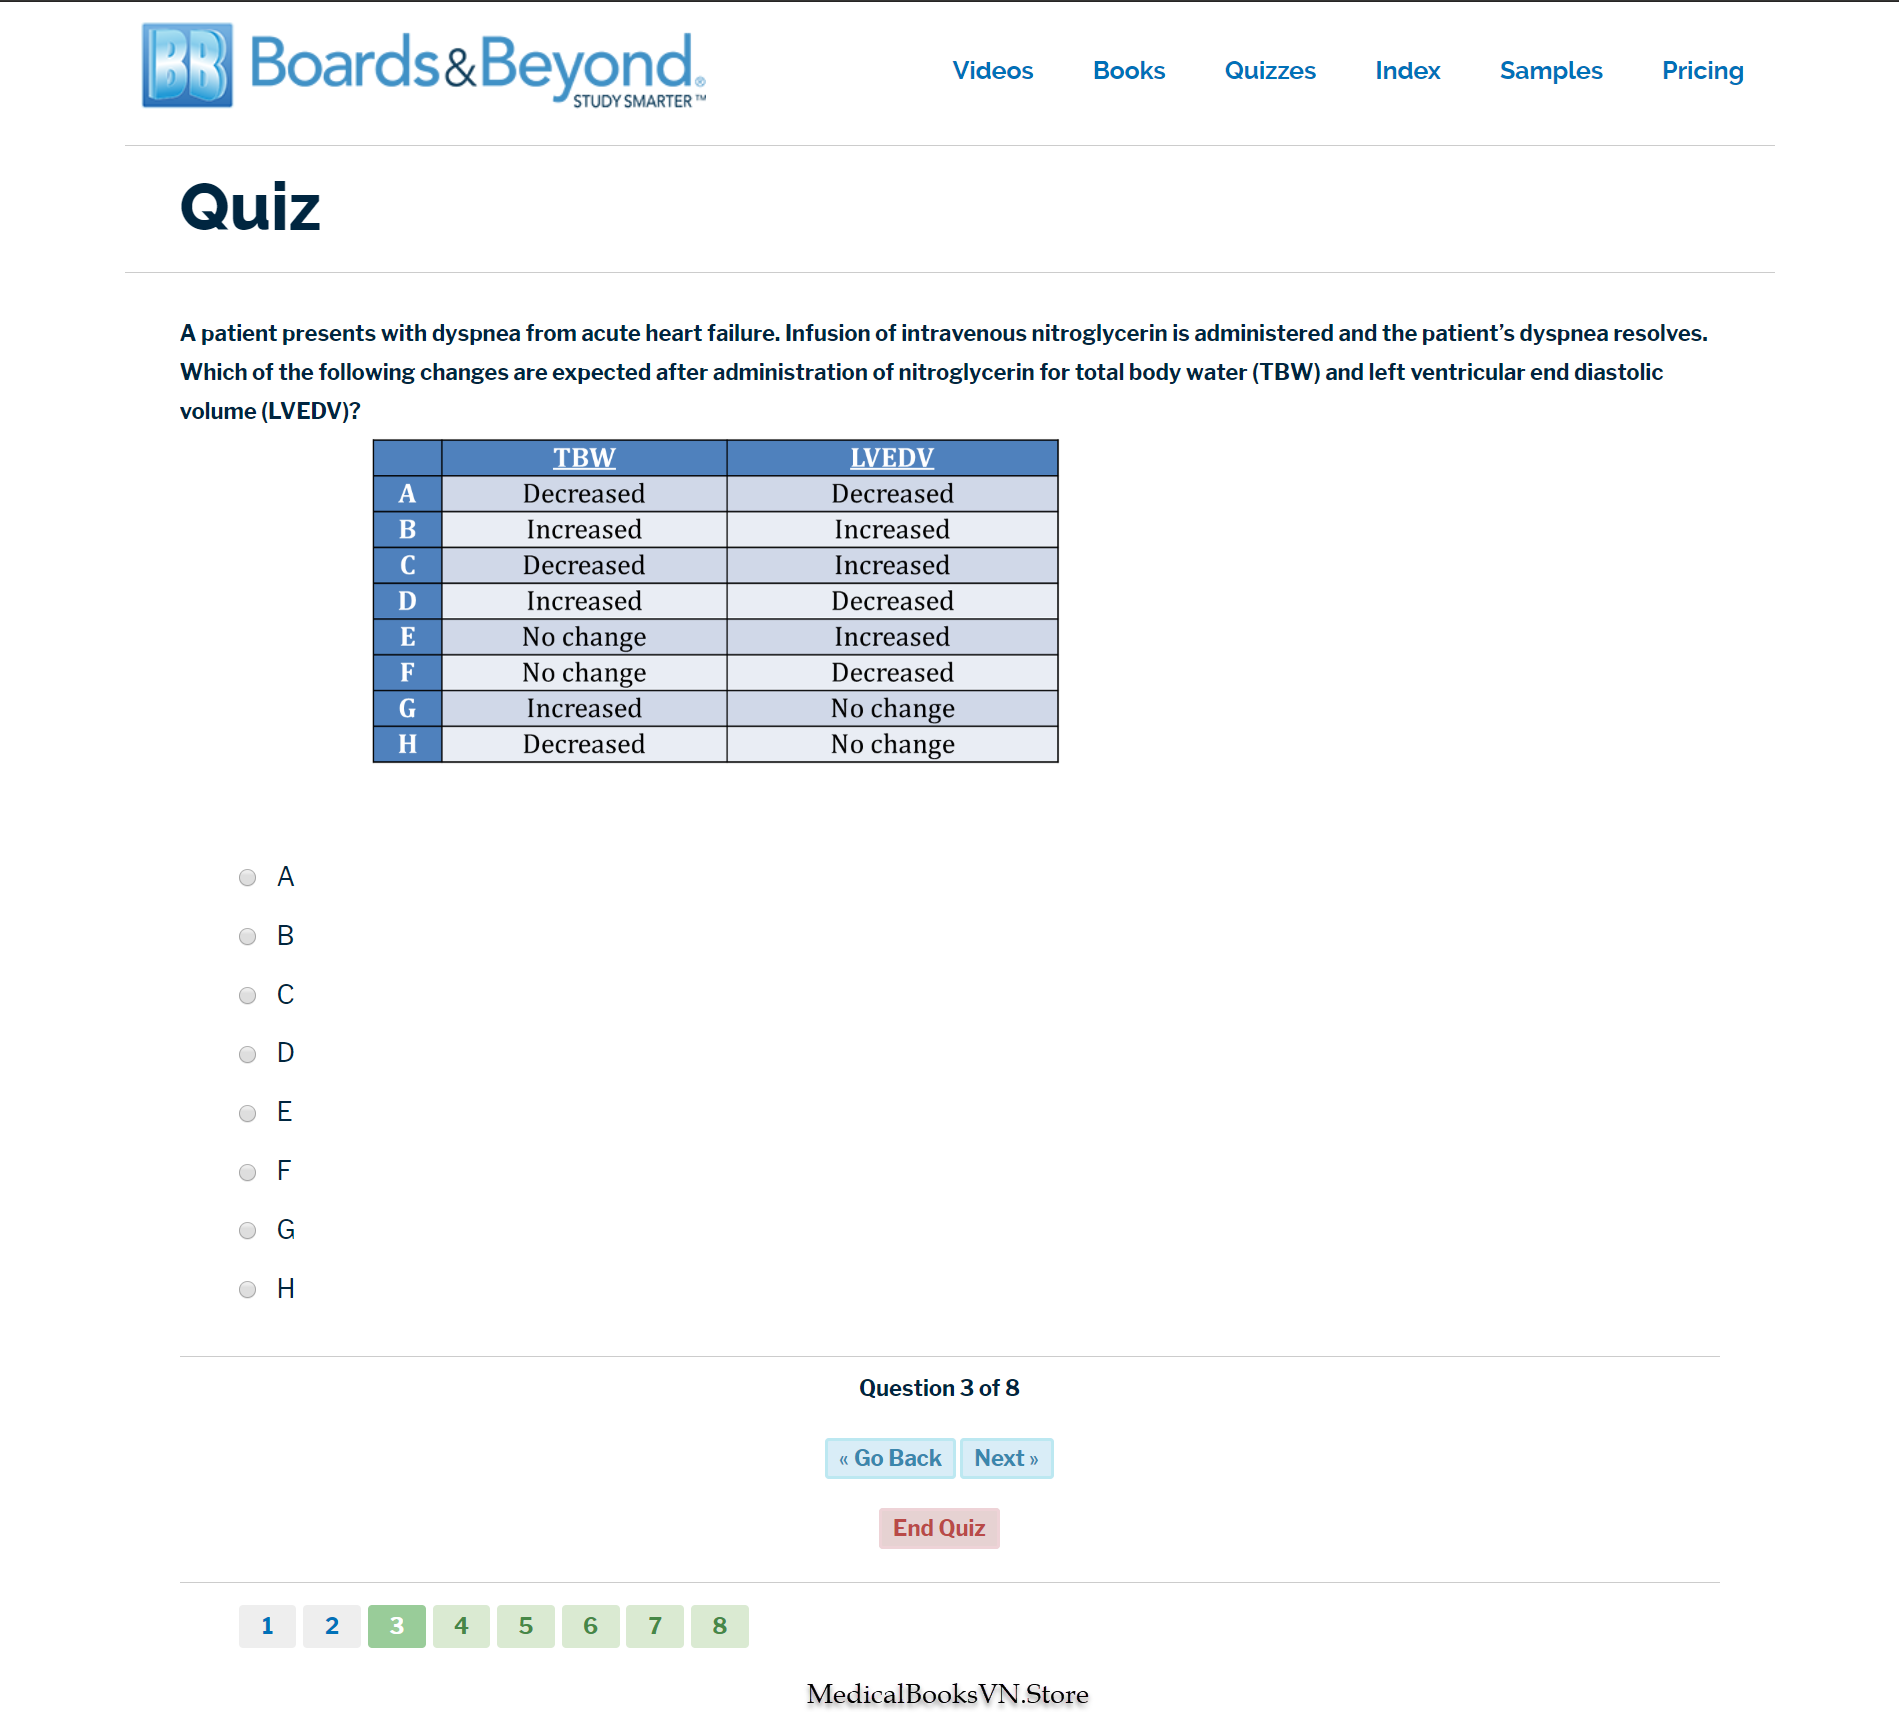 BB Boards&Beyond®
STUDY SMARTER™
Videos Books Quizzes Index Samples Pricing
Quiz
A patient presents with dyspnea from acute heart failure. Infusion of intravenous nitroglycerin is administered and the patient’s dyspnea resolves.
Which of the following changes are expected after administration of nitroglycerin for total body water (TBW) and left ventricular end diastolic
volume (LVEDV)?
TBW LVEDV
A Decreased Decreased
B Increased Increased
C Decreased Increased
D Increased Decreased
E No change Increased
F No change Decreased
G Increased No change
H Decreased No change
A
B
C
D
E
F
G
H
Question 3 of 8
« Go Back Next »
End Quiz
1 2 3 4 5 6 7 8
MedicalBooksVN.Store